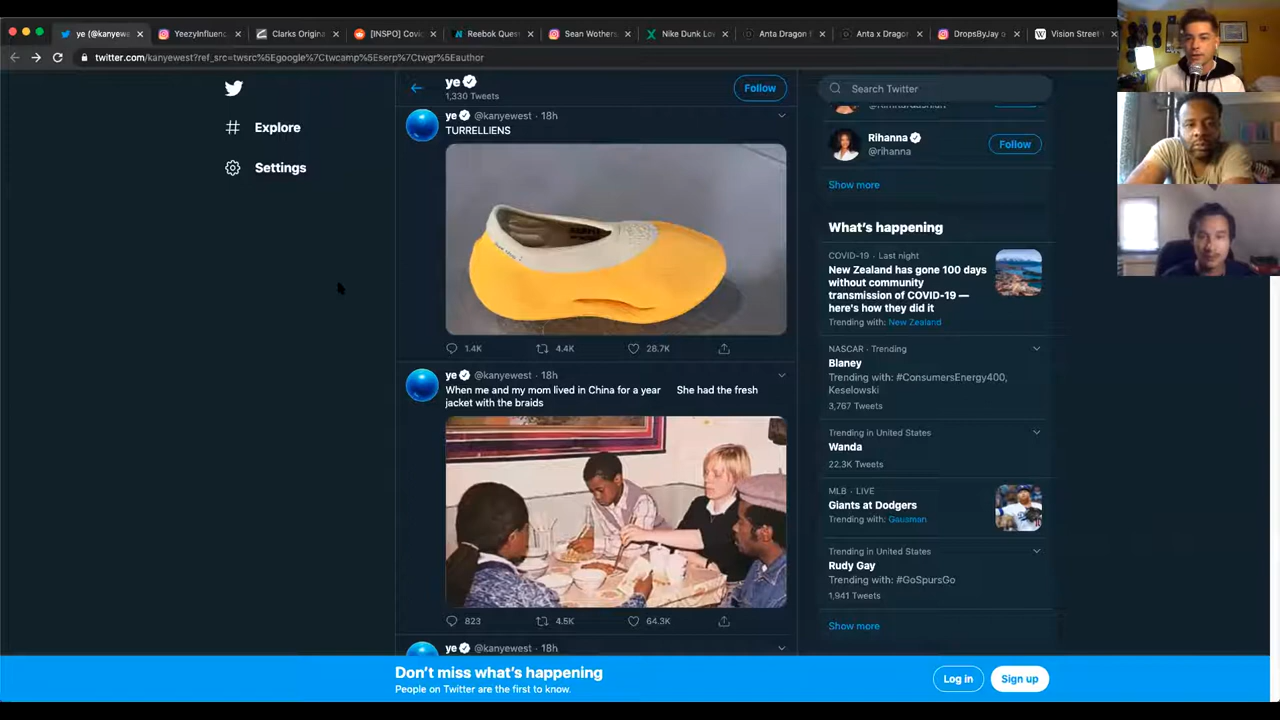 ye (@kanyewe
YeezyInfluenc
Clarks Origina
[INSPO] Covi
Reebok Ques
Sean Wothers
Nike Dunk Lo
Anta Dragon F
Anta x Dragor
DropsByJay o
Vision Street
twitter.com/kanyewest?ref_src=twsrc%5Egoogle%7Ctwcamp%5Eserp%7Ctwgr%5Eauthor
Explore
Settings
ye
1,330 Tweets
Follow
ye @kanyewest · 18h
TURRELLIENS
1.4K 4.4K 28.7K
ye @kanyewest · 18h
When me and my mom lived in China for a year She had the fresh
jacket with the braids
823 4.5K 64.3K
ye @kanyewest · 18h
Search Twitter
Rihanna
@rihanna
Follow
Show more
What's happening
COVID-19 · Last night
New Zealand has gone 100 days
without community
transmission of COVID-19 —
here's how they did it
Trending with: New Zealand
NASCAR · Trending
Blaney
Trending with: #ConsumersEnergy400,
Keselowski
3,767 Tweets
Trending in United States
Wanda
22.3K Tweets
MLB · LIVE
Giants at Dodgers
Trending with: Gausman
Trending in United States
Rudy Gay
Trending with: #GoSpursGo
1,941 Tweets
Show more
Don't miss what's happening
People on Twitter are the first to know.
Log in
Sign up